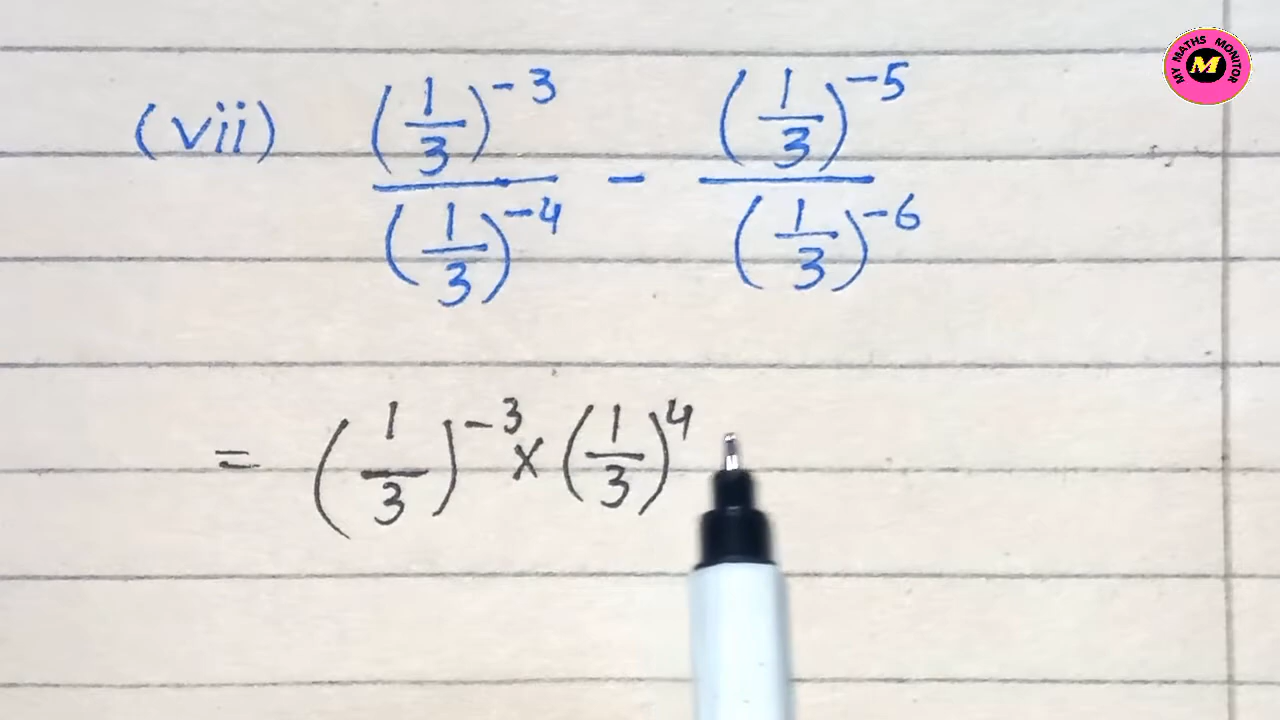 (vii) (1/3)^-3 / (1/3)^-4 - (1/3)^-5 / (1/3)^-6
= (1/3)^-3 × (1/3)^4
MY MATHS MONITOR
M